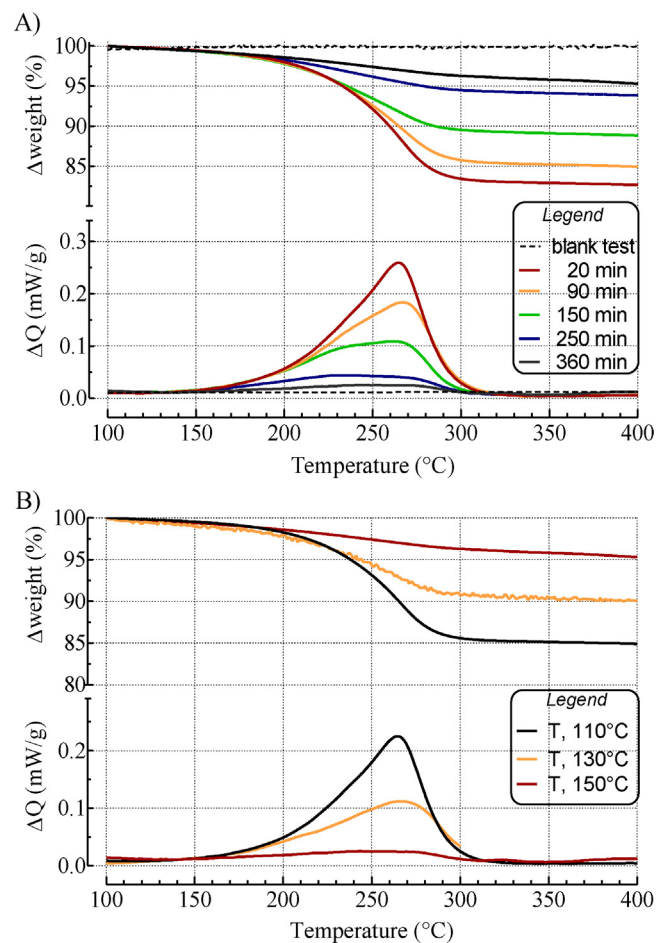 A)
100
95
90
85
Δweight (%)
0.3
0.2
0.1
0.0
ΔQ (mW/g)
Legend
blank test
20 min
90 min
150 min
250 min
360 min
100 150 200 250 300 350 400
Temperature (°C)
B)
100
95
90
85
80
Δweight (%)
0.2
0.1
0.0
ΔQ (mW/g)
Legend
T, 110°C
T, 130°C
T, 150°C
100 150 200 250 300 350 400
Temperature (°C)